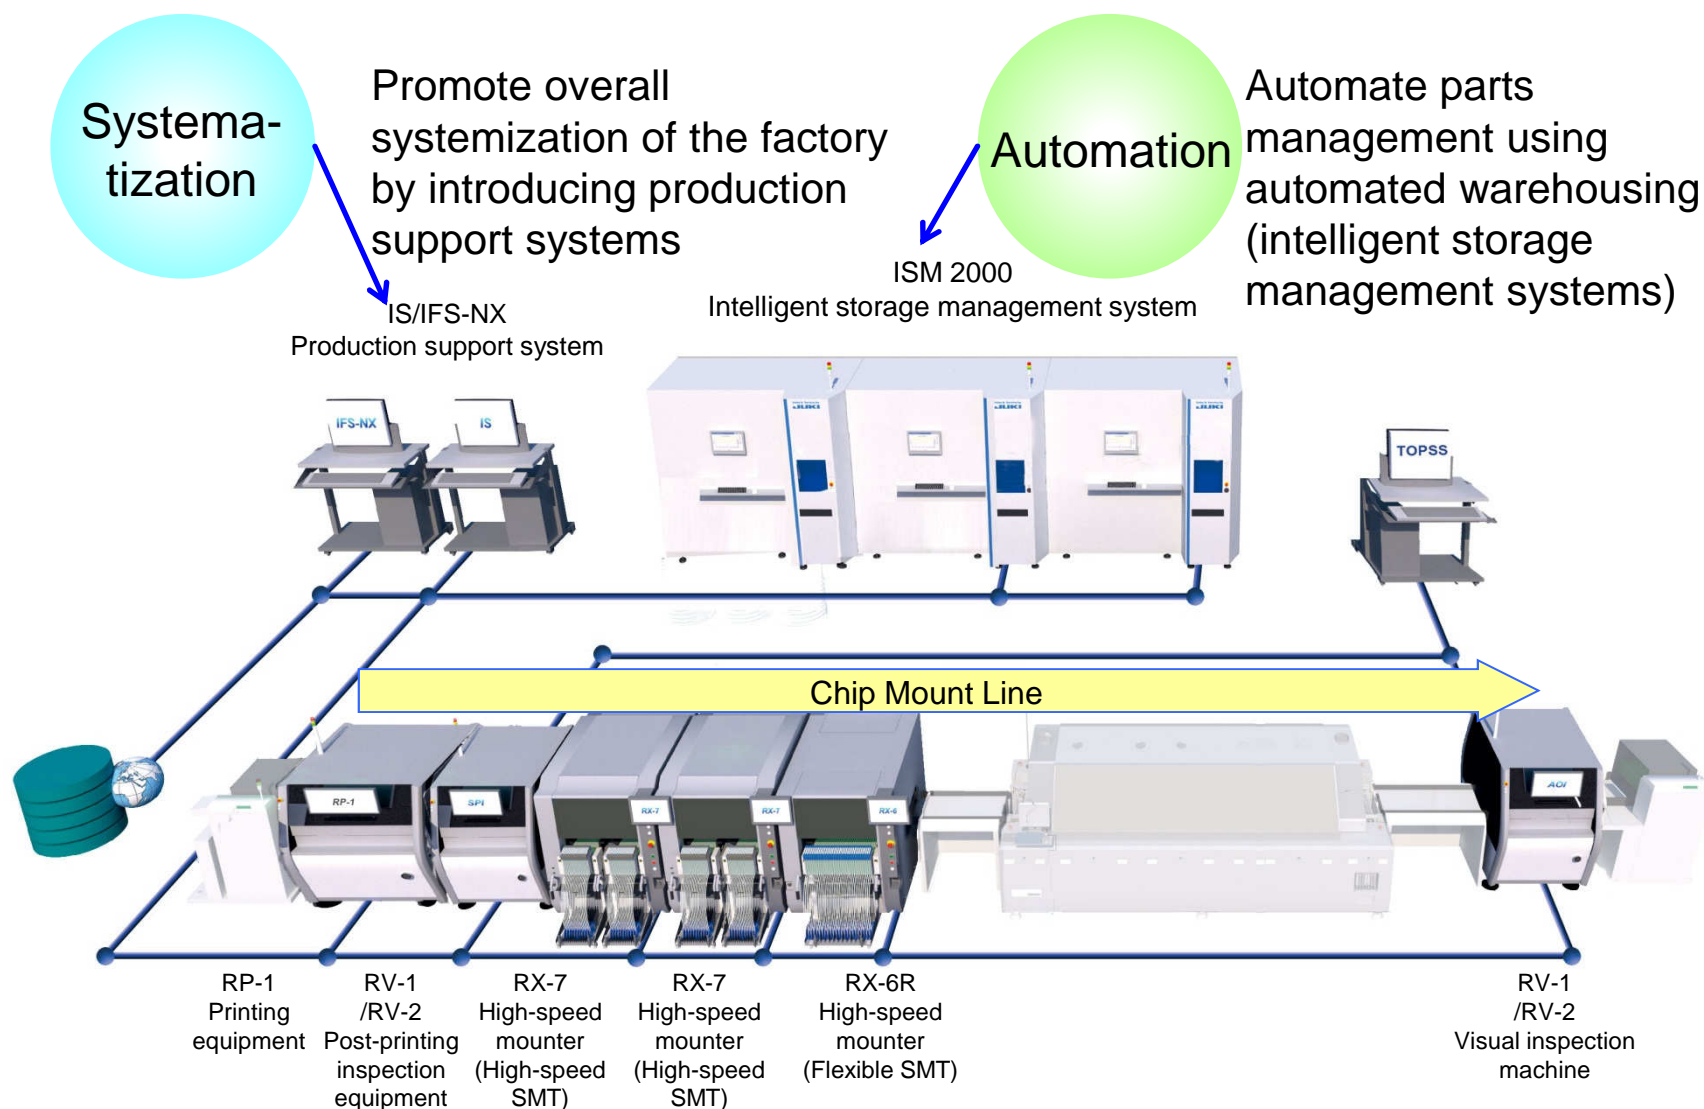 Systema-
tization
Promote overall
systemization of the factory
by introducing production
support systems
Automation
Automate parts
management using
automated warehousing
(intelligent storage
management systems)
IS/IFS-NX
Production support system
ISM 2000
Intelligent storage management system
IFS-NX
IS
JUKI
JUKI
JUKI
TOPSS
Chip Mount Line
RP-1
SPI
RX-7
RX-7
RX-6
AOI
RP-1
Printing
equipment
RV-1
/RV-2
Post-printing
inspection
equipment
RX-7
High-speed
mounter
(High-speed
SMT)
RX-7
High-speed
mounter
(High-speed
SMT)
RX-6R
High-speed
mounter
(Flexible SMT)
RV-1
/RV-2
Visual inspection
machine